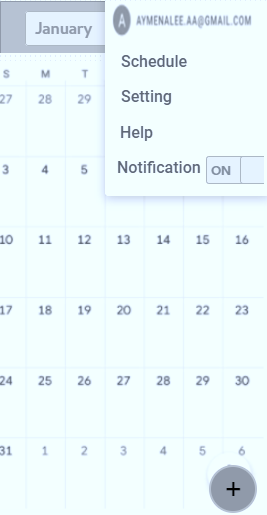 January
A AYMENALEE.AA@GMAIL.COM
Schedule
Setting
Help
Notification ON
S M T
27 28 29
3 4 5
10 11 12 13 14 15 16
17 18 19 20 21 22 23
24 25 26 27 28 29 30
31 1 2 3 4 5 6
+